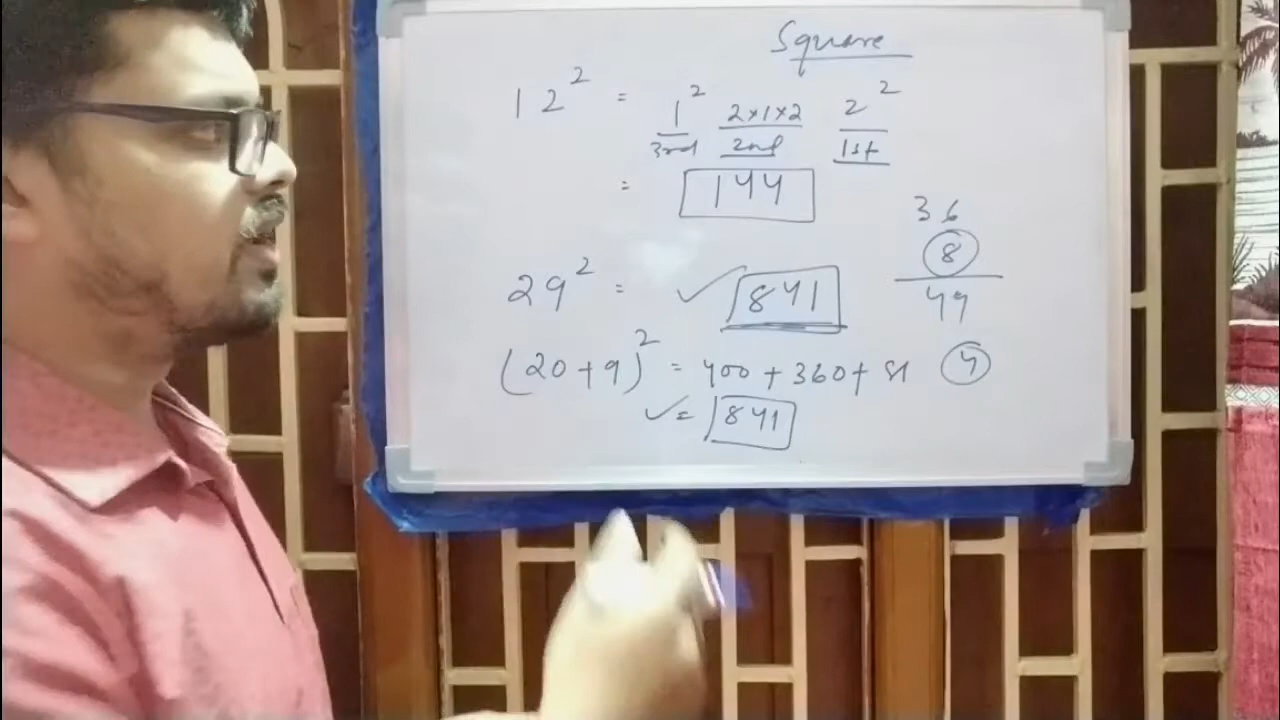 Square
12² = 1² 2×1×2 2²
3rd 2nd 1st
= 144
36
8
44
29² = ✓ 841
(20+9)² = 400 + 360 + 81 4
✓ = 841